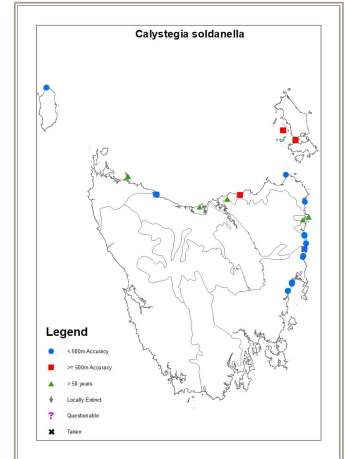 Calystegia soldanella
Legend
< 500m Accuracy
>= 500m Accuracy
> 50 years
Locally Extinct
Questionable
?
Taken